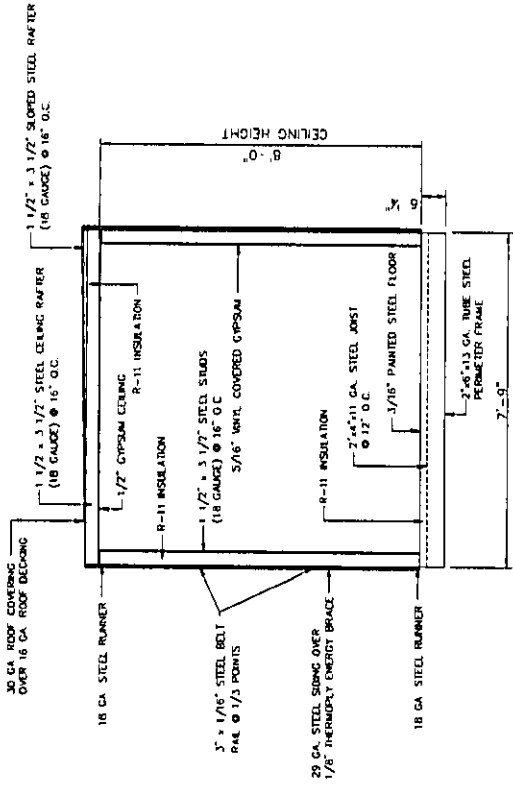 30 GA ROOF COVERING
OVER 16 GA ROOF DECKING
1 1/2" x 3 1/2" STEEL CEILING RAFTER
(18 GAUGE) @ 16" O.C.
1 1/2" x 3 1/2" SLOPED STEEL RAFTER
(18 GAUGE) @ 16" O.C.
18 GA STEEL RUNNER
1/2" GYPSUM CEILING
R-11 INSULATION
R-11 INSULATION
1 1/2" x 3 1/2" STEEL STUDS
(18 GAUGE) @ 16" O.C
5/16" VINYL COVERED GYPSUM
3" x 1/16" STEEL BELT
RAIL @ 1/3 POINTS
8'-0"
CEILING HEIGHT
29 GA. STEEL SIDING OVER
1/8" THERMOPLY ENERGY BRACE
R-11 INSULATION
2"x4"x11 GA. STEEL JOIST
@ 12" O.C.
3/16" PAINTED STEEL FLOOR
18 GA STEEL RUNNER
6 1/4"
2"x6"x13 GA. TUBE STEEL
PERIMETER FRAME
7'-9"